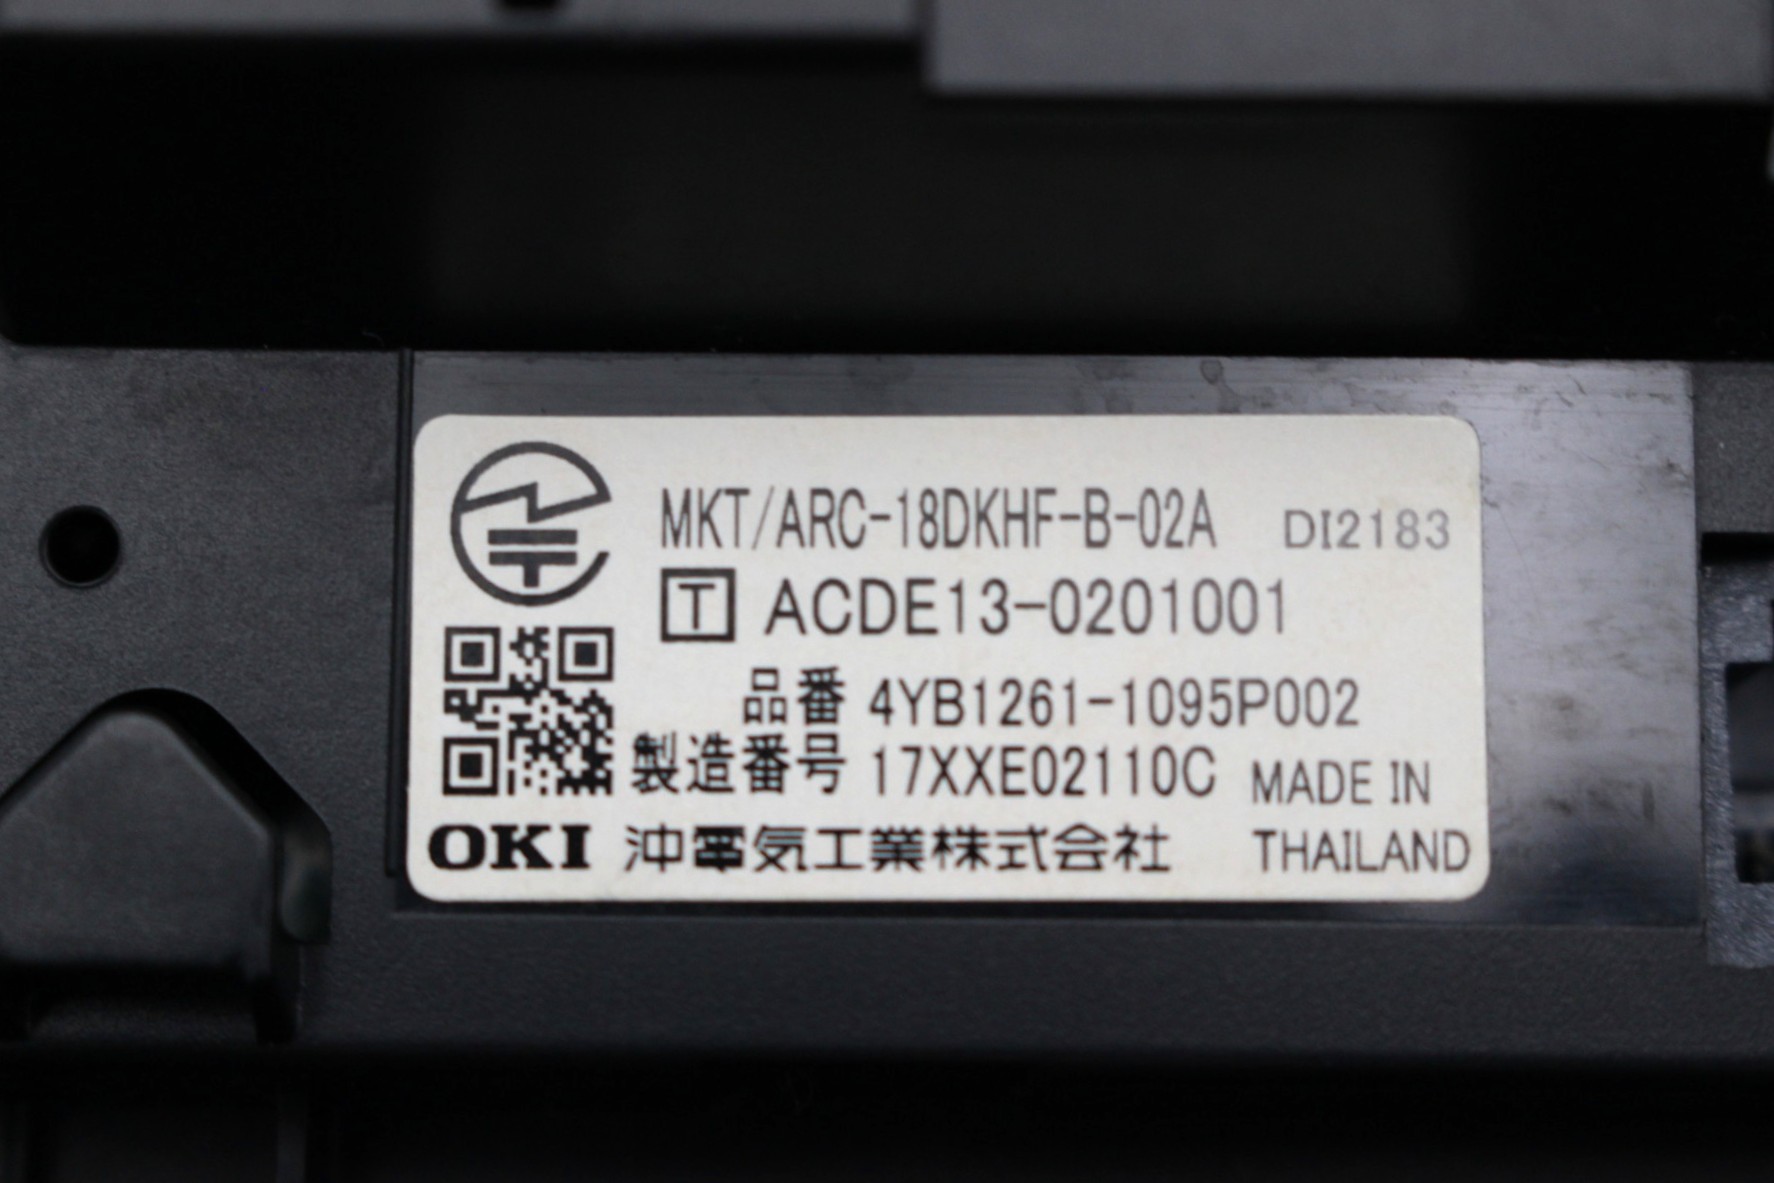 MKT/ARC-18DKHF-B-02A DI2183
T ACDE13-0201001
品番 4YB1261-1095P002
製造番号 17XXE02110C MADE IN
OKI 沖電気工業株式会社 THAILAND